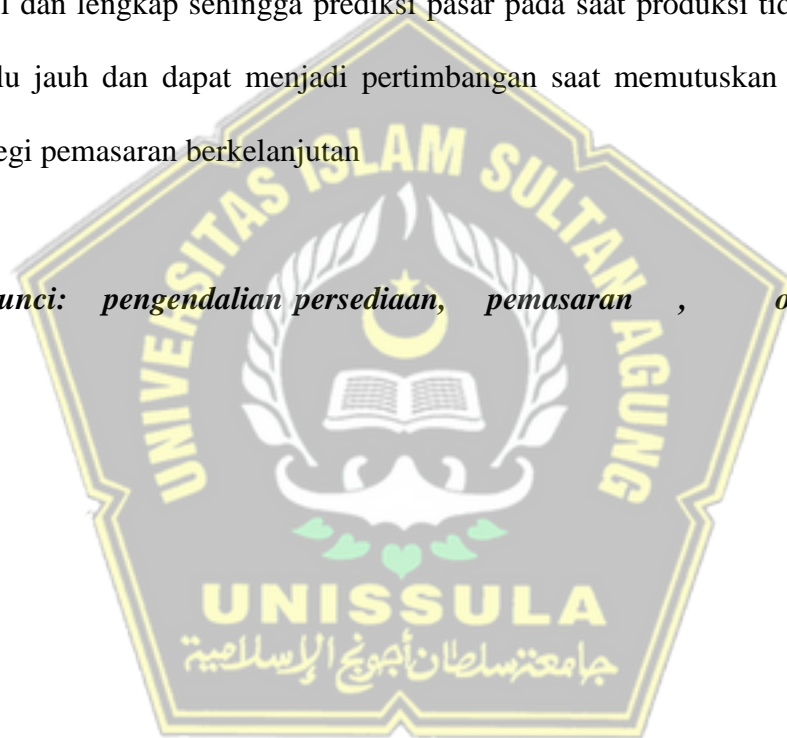 l dan lengkap sehingga prediksi pasar pada saat produksi tid
lu jauh dan dapat menjadi pertimbangan saat memutuskan
egi pemasaran berkelanjutan
UNIVERSITAS ISLAM SULTAN AGUNG
unci: pengendalian persediaan, pemasaran , o
UNISSULA
جامعة سلطان أجونج الإسلامية